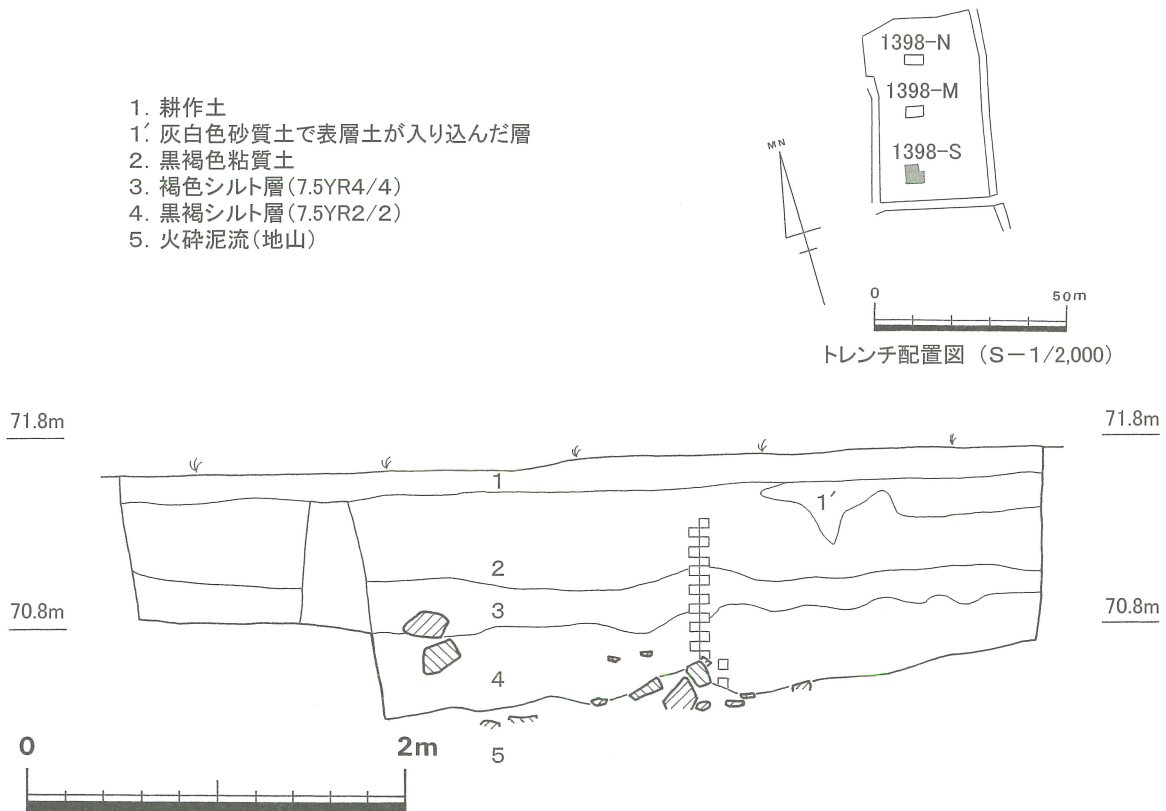 1. 耕作土
1′. 灰白色砂質土で表層土が入り込んだ層
2. 黒褐色粘質土
3. 褐色シルト層(7.5YR4/4)
4. 黒褐シルト層(7.5YR2/2)
5. 火砕泥流(地山)
1398-N
1398-M
1398-S
MN
0 50m
トレンチ配置図 (S-1/2,000)
71.8m 71.8m
1
1′
2
3
70.8m 70.8m
4
5
0 2m